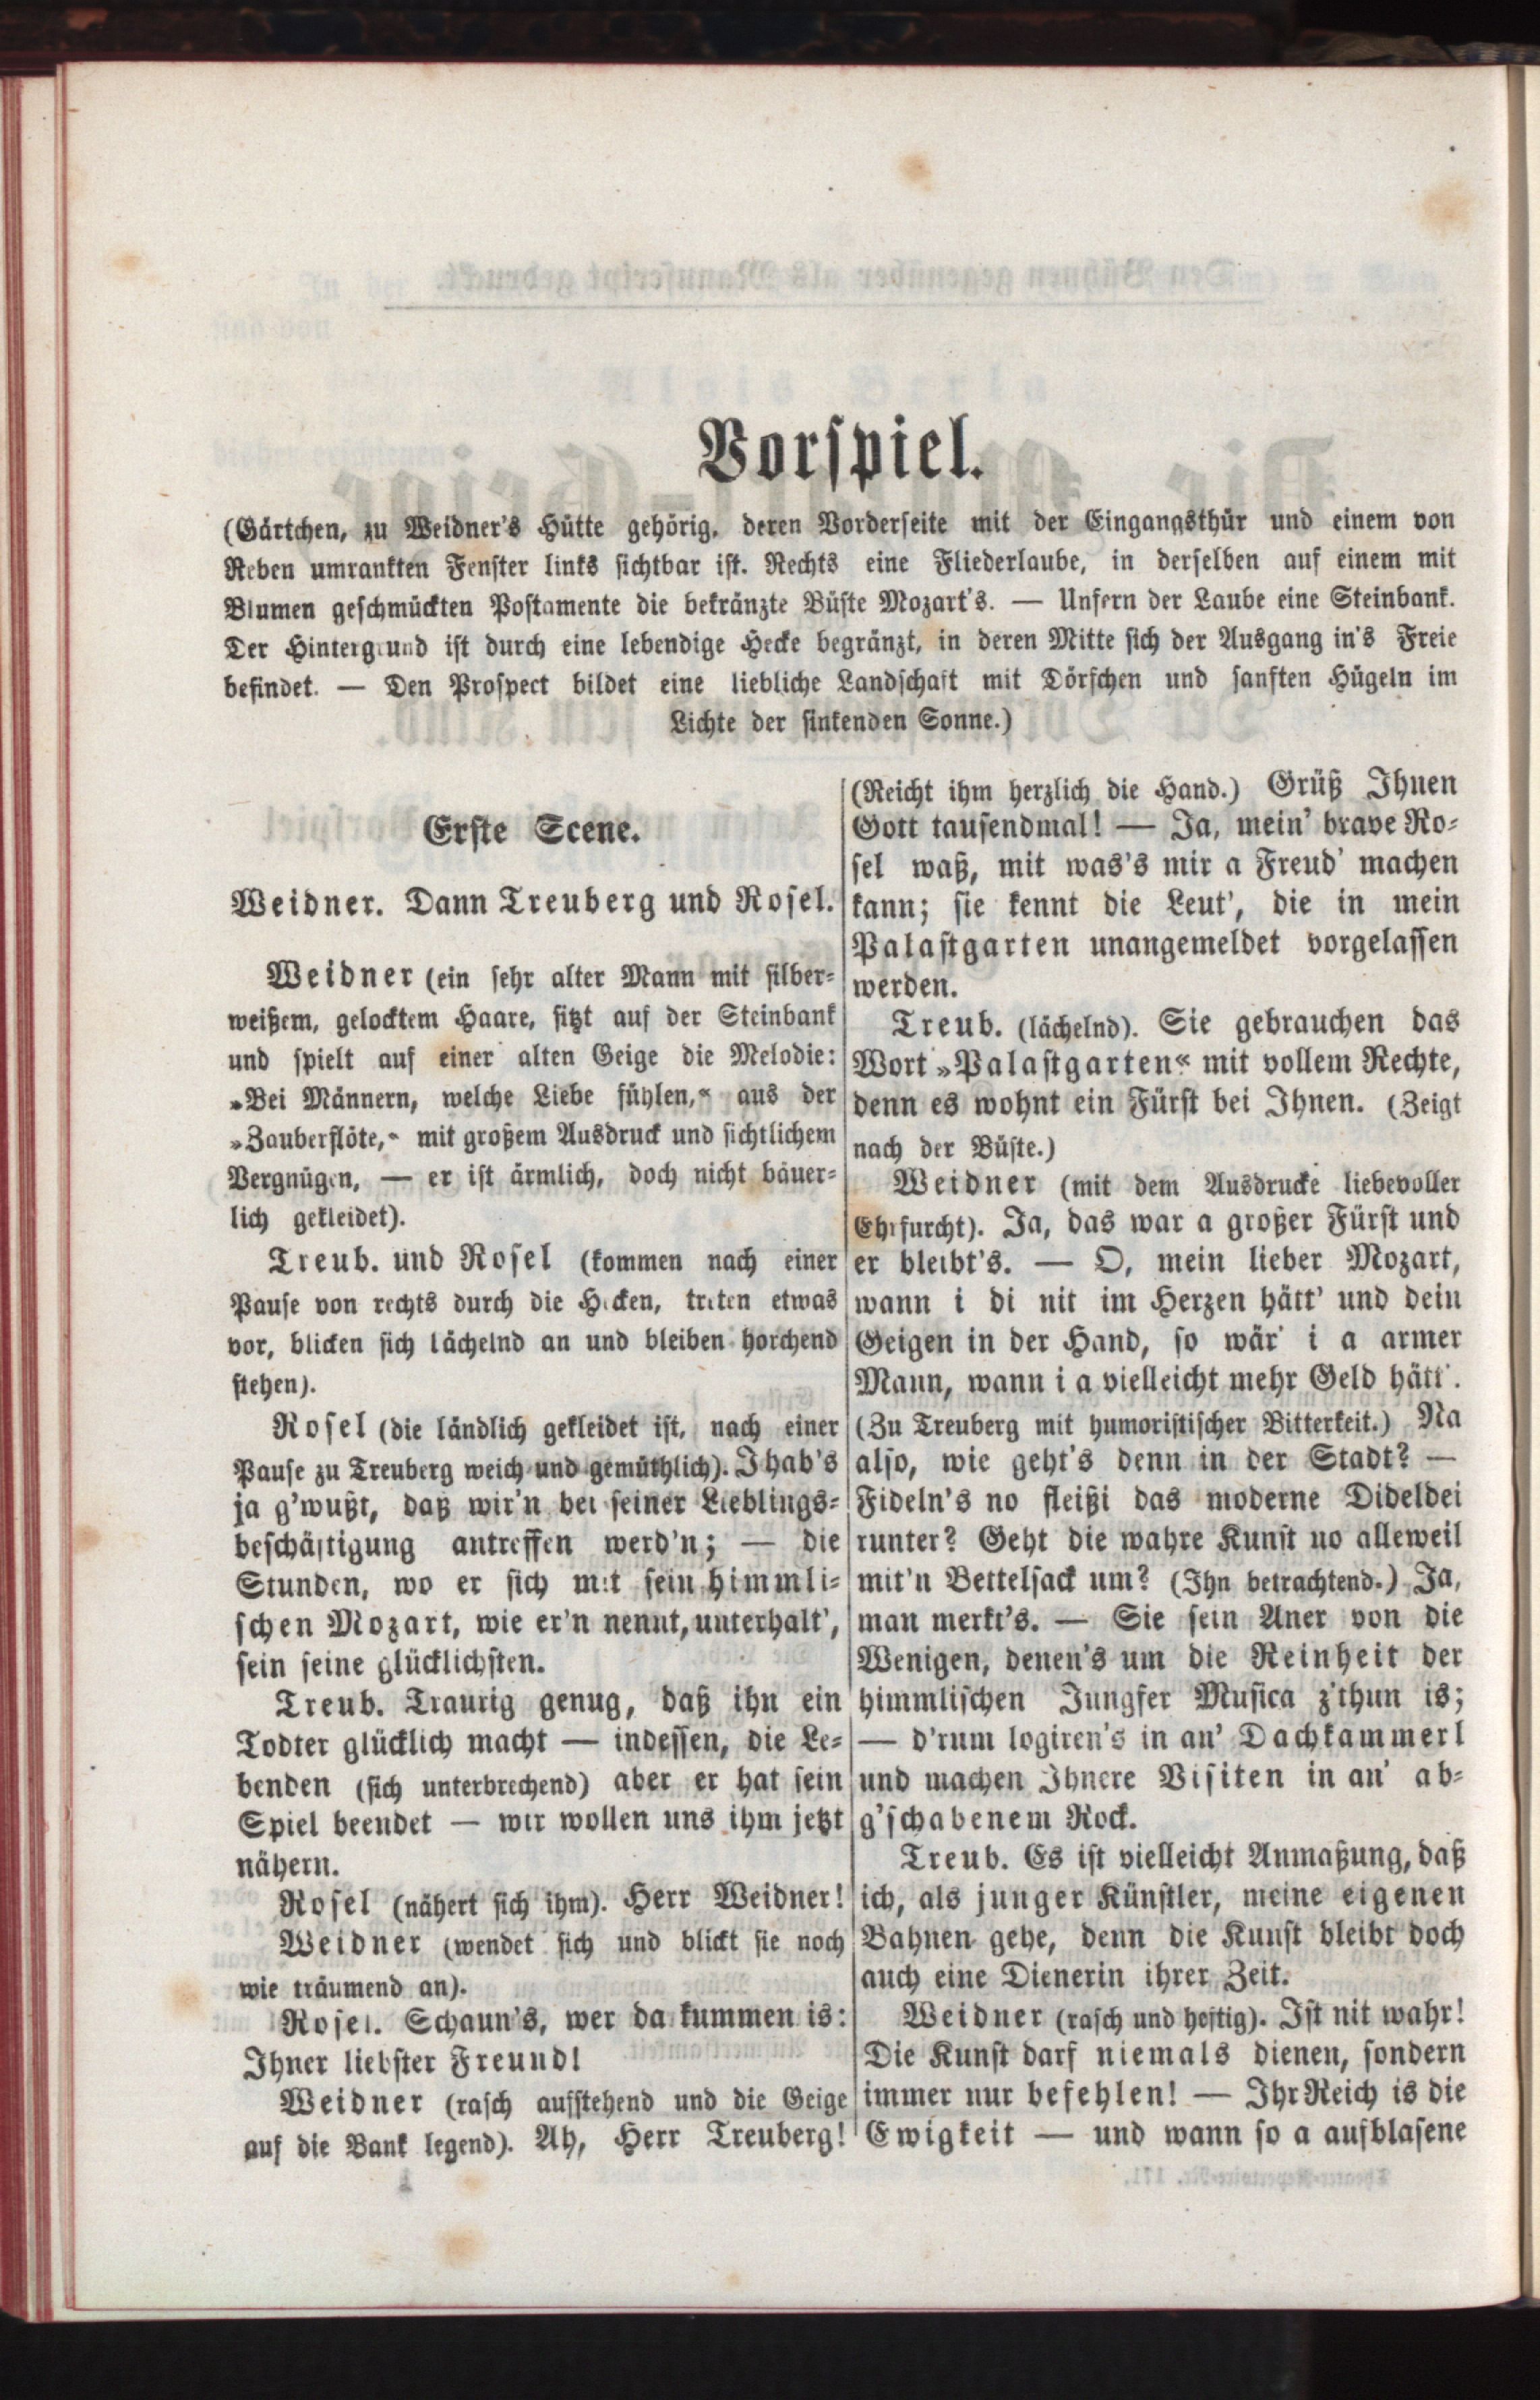 Vorspiel.
(Gärtchen, zu Weidner's Hütte gehörig, deren Vorderseite mit der Eingangsthür und einem von
Reben umrankten Fenster links sichtbar ist. Rechts eine Fliederlaube, in derselben auf einem mit
Blumen geschmückten Postamente die bekränzte Büste Mozart's. — Unfern der Laube eine Steinbank.
Der Hintergrund ist durch eine lebendige Hecke begränzt, in deren Mitte sich der Ausgang in's Freie
befindet. — Den Prospect bildet eine liebliche Landschaft mit Dörfchen und sanften Hügeln im
Lichte der sinkenden Sonne.)
Erste Scene.
Weidner. Dann Treuberg und Rosel.
Weidner (ein sehr alter Mann mit silber-
weißem, gelocktem Haare, sitzt auf der Steinbank
und spielt auf einer alten Geige die Melodie:
»Bei Männern, welche Liebe fühlen,« aus der
»Zauberflöte,« mit großem Ausdruck und sichtlichem
Vergnügen, — er ist ärmlich, doch nicht bäuer-
lich gekleidet).
Treub. und Rosel (kommen nach einer
Pause von rechts durch die Hecken, treten etwas
vor, blicken sich lächelnd an und bleiben horchend
stehen).
Rosel (die ländlich gekleidet ist, nach einer
Pause zu Treuberg weich und gemüthlich). I hab's
ja g'wußt, daß wir'n bei seiner Lieblings-
beschäftigung antreffen werd'n; — die
Stunden, wo er sich mit sein himmli-
schen Mozart, wie er'n nennt, unterhalt',
sein seine glücklichsten.
Treub. Traurig genug, daß ihn ein
Todter glücklich macht — indessen, die Le-
benden (sich unterbrechend) aber er hat sein
Spiel beendet — wir wollen uns ihm jetzt
nähern.
Rosel (nähert sich ihm). Herr Weidner!
Weidner (wendet sich und blickt sie noch
wie träumend an).
Rosel. Schaun's, wer da kummen is:
Ihner liebster Freund!
Weidner (rasch aufstehend und die Geige
auf die Bank legend). Ah, Herr Treuberg!
(Reicht ihm herzlich die Hand.) Grüß Ihnen
Gott tausendmal! — Ja, mein' brave Ro-
sel waß, mit was's mir a Freud' machen
kann; sie kennt die Leut', die in mein
Palastgarten unangemeldet vorgelassen
werden.
Treub. (lächelnd). Sie gebrauchen das
Wort »Palastgarten« mit vollem Rechte,
denn es wohnt ein Fürst bei Ihnen. (Zeigt
nach der Büste.)
Weidner (mit dem Ausdrucke liebevoller
Ehrfurcht). Ja, das war a großer Fürst und
er bleibt's. — O, mein lieber Mozart,
wann i di nit im Herzen hätt' und dein
Geigen in der Hand, so wär' i a armer
Mann, wann i a vielleicht mehr Geld hätt'.
(Zu Treuberg mit humoristischer Bitterkeit.) Na
also, wie geht's denn in der Stadt? —
Fideln's no fleißi das moderne Dideldei
runter? Geht die wahre Kunst no alleweil
mit'n Bettelsack um? (Ihn betrachtend.) Ja,
man merkt's. — Sie sein Aner von die
Wenigen, denen's um die Reinheit der
himmlischen Jungfer Musica z'thun is;
— d'rum logiren's in an' Dachkammerl
und machen Ihnere Visiten in an' ab-
g'schabenem Rock.
Treub. Es ist vielleicht Anmaßung, daß
ich, als junger Künstler, meine eigenen
Bahnen gehe, denn die Kunst bleibt doch
auch eine Dienerin ihrer Zeit.
Weidner (rasch und heftig). Ist nit wahr!
Die Kunst darf niemals dienen, sondern
immer nur befehlen! — Ihr Reich is die
Ewigkeit — und wann so a aufblasene